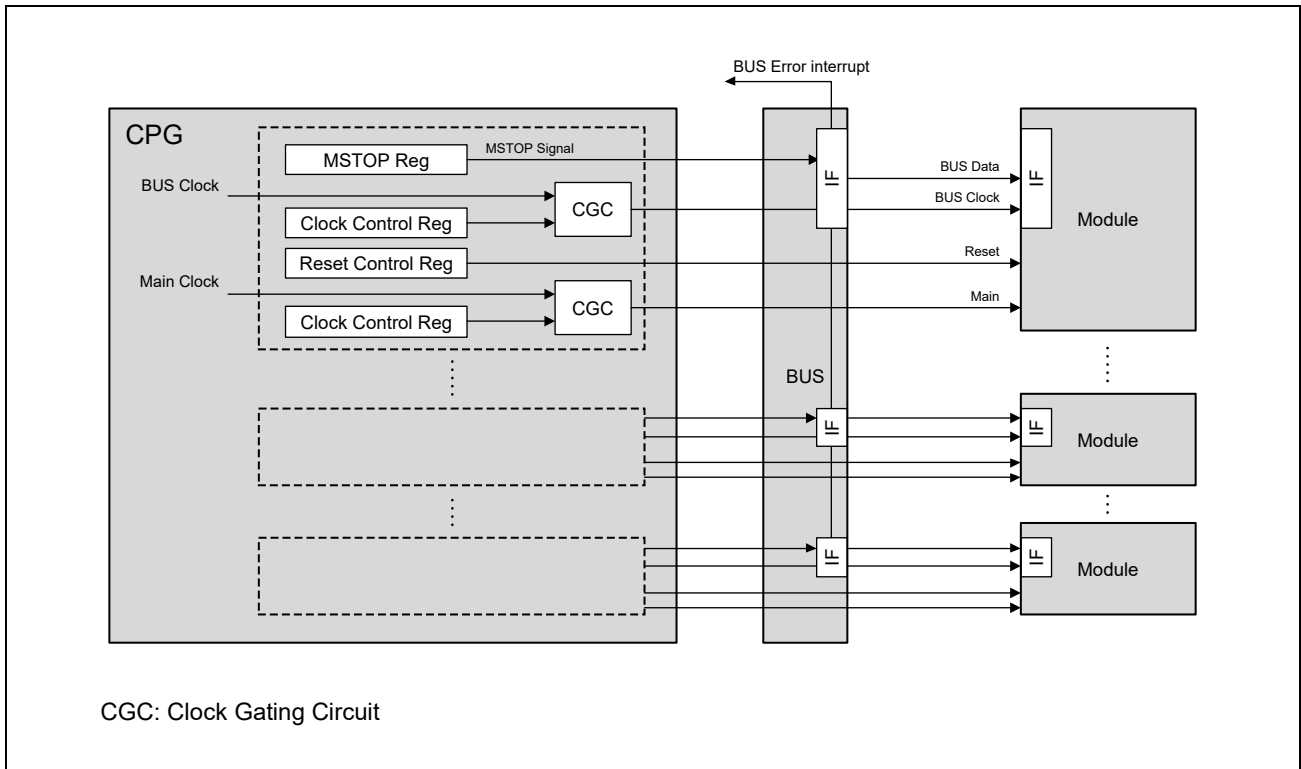 BUS Error interrupt
CPG
MSTOP Reg
MSTOP Signal
IF
BUS Data
IF
BUS Clock
CGC
BUS Clock
Module
Clock Control Reg
Reset Control Reg
Reset
Main Clock
CGC
Main
Clock Control Reg
BUS
IF
IF
Module
IF
IF
Module
CGC: Clock Gating Circuit